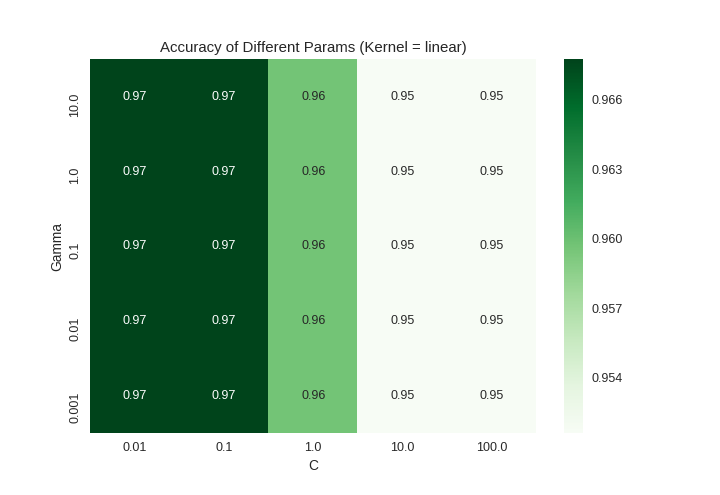 Accuracy of Different Params (Kernel = linear)
10.0 0.97 0.97 0.96 0.95 0.95
1.0 0.97 0.97 0.96 0.95 0.95
0.1 0.97 0.97 0.96 0.95 0.95
0.01 0.97 0.97 0.96 0.95 0.95
0.001 0.97 0.97 0.96 0.95 0.95
Gamma
0.01 0.1 1.0 10.0 100.0
C
0.966
0.963
0.960
0.957
0.954